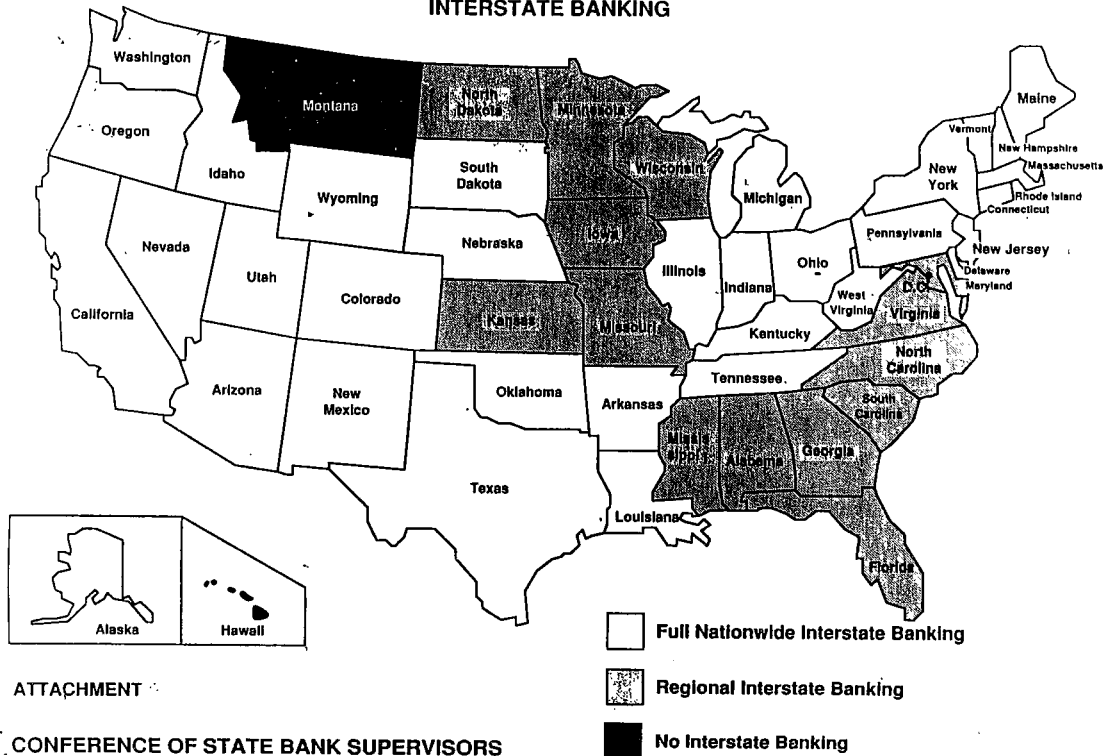 INTERSTATE BANKING
Washington
Oregon
Idaho
Montana
North
Dakota
Minnesota
Wisconsin
Michigan
South
Dakota
Wyoming
Nebraska
Iowa
Nevada
Utah
Colorado
California
Kansas
Missouri
Illinois
Indiana
Ohio
West
Virginia
Kentucky
Pennsylvania
New
York
Vermont
Maine
New Hampshire
Massachusetts
Rhode Island
Connecticut
New Jersey
Delaware
Maryland
D.C.
Virginia
North
Carolina
South
Carolina
Tennessee
Arizona
New
Mexico
Oklahoma
Arkansas
Missis
sippi
Alabama
Georgia
Texas
Louisiana
Florida
Alaska
Hawaii
Full Nationwide Interstate Banking
Regional Interstate Banking
No Interstate Banking
ATTACHMENT
CONFERENCE OF STATE BANK SUPERVISORS